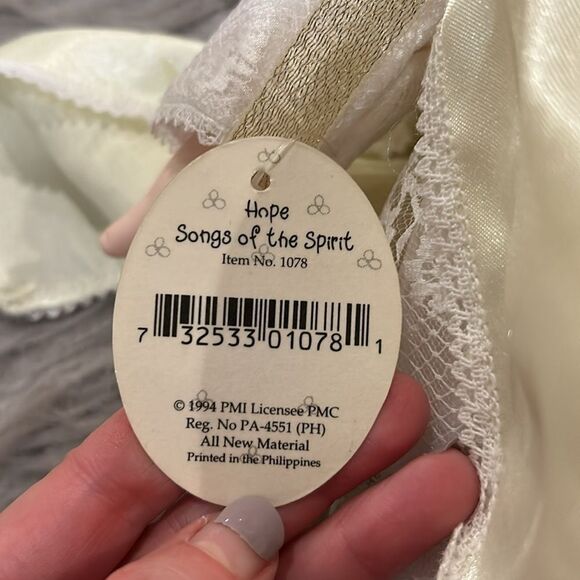 Hope
Songs of the Spirit
Item No. 1078
7 32533 01078 1
© 1994 PMI Licensee PMC
Reg. No PA-4551 (PH)
All New Material
Printed in the Philippines